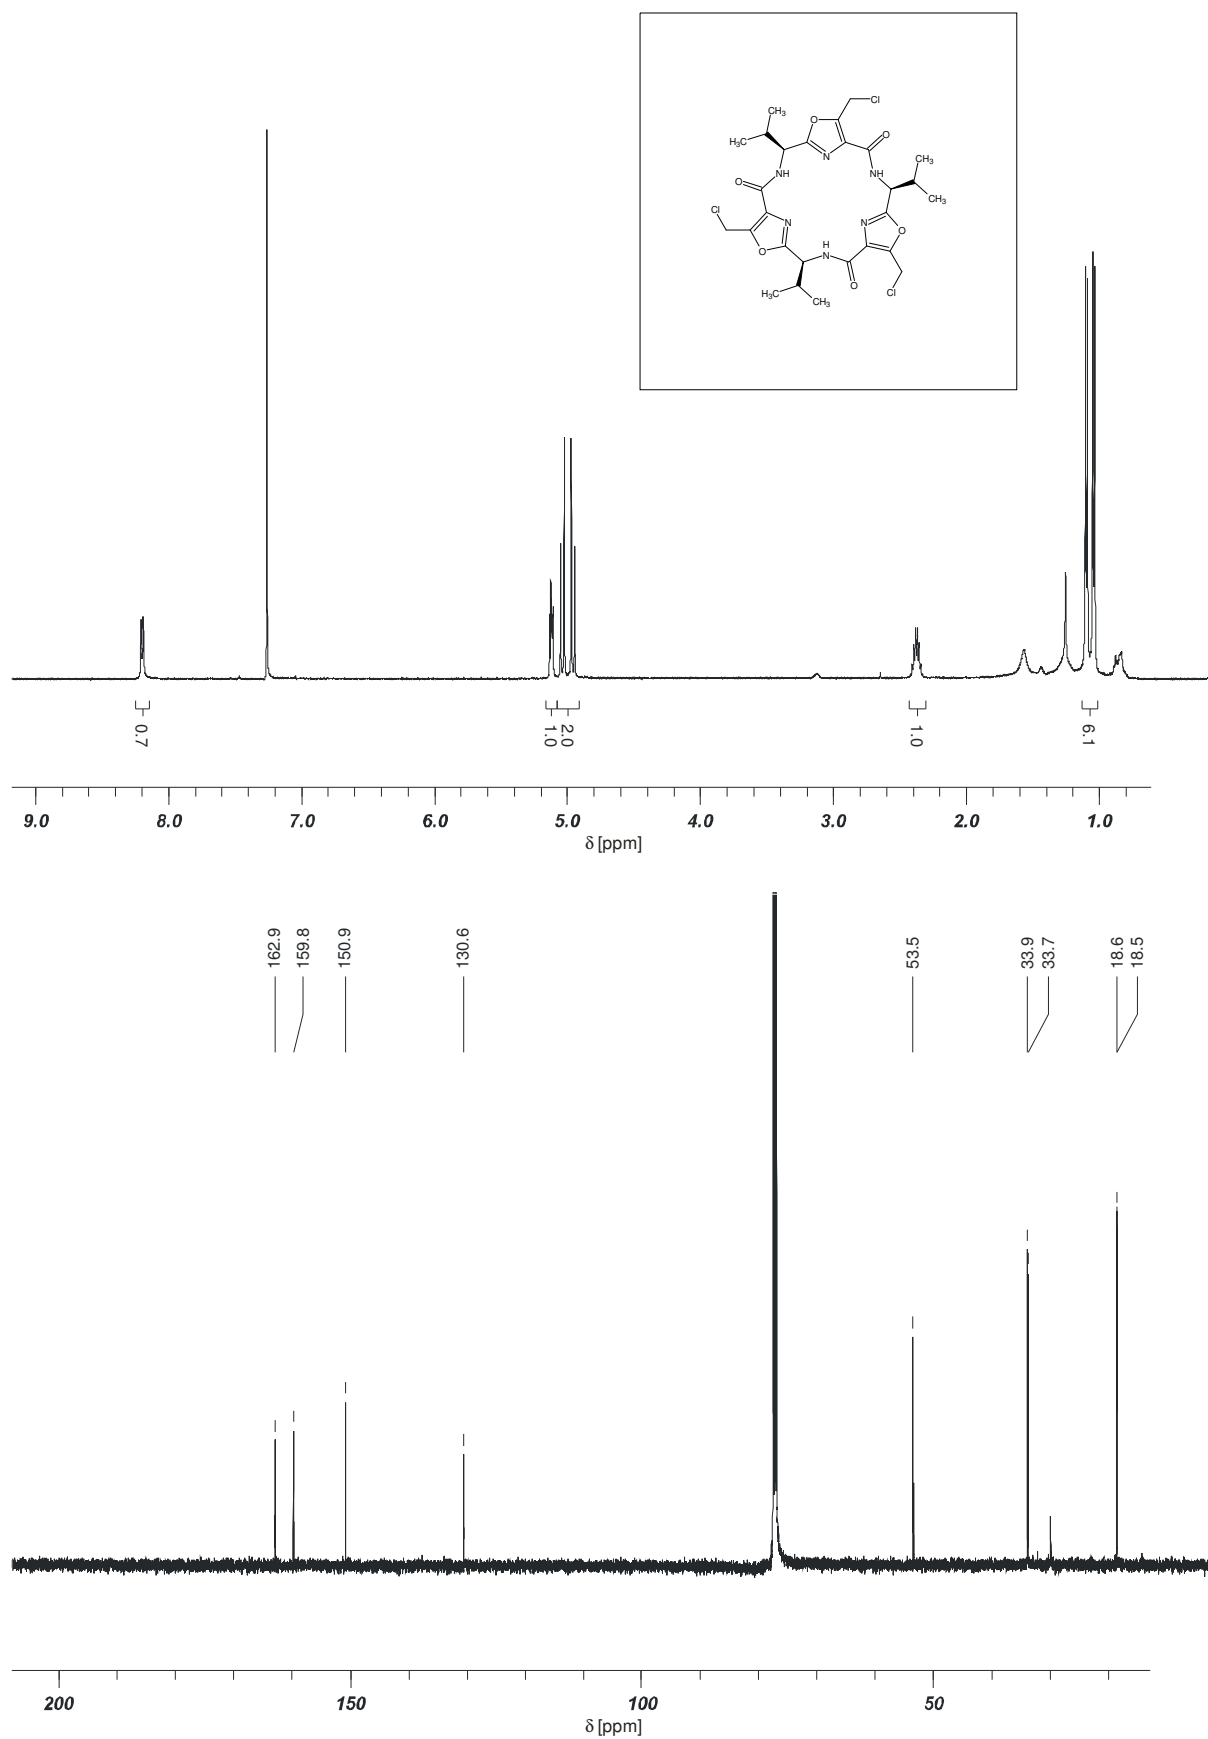 Cl
CH₃
O
O
H₃C
N
CH₃
NH
NH
O
CH₃
Cl
N
N
O
O
H
N
O
Cl
H₃C
CH₃
0.7
1.0
2.0
1.0
6.1
9.0 8.0 7.0 6.0 5.0 4.0 3.0 2.0 1.0
δ [ppm]
162.9
159.8
150.9
130.6
53.5
33.9
33.7
18.6
18.5
200 150 100 50
δ [ppm]